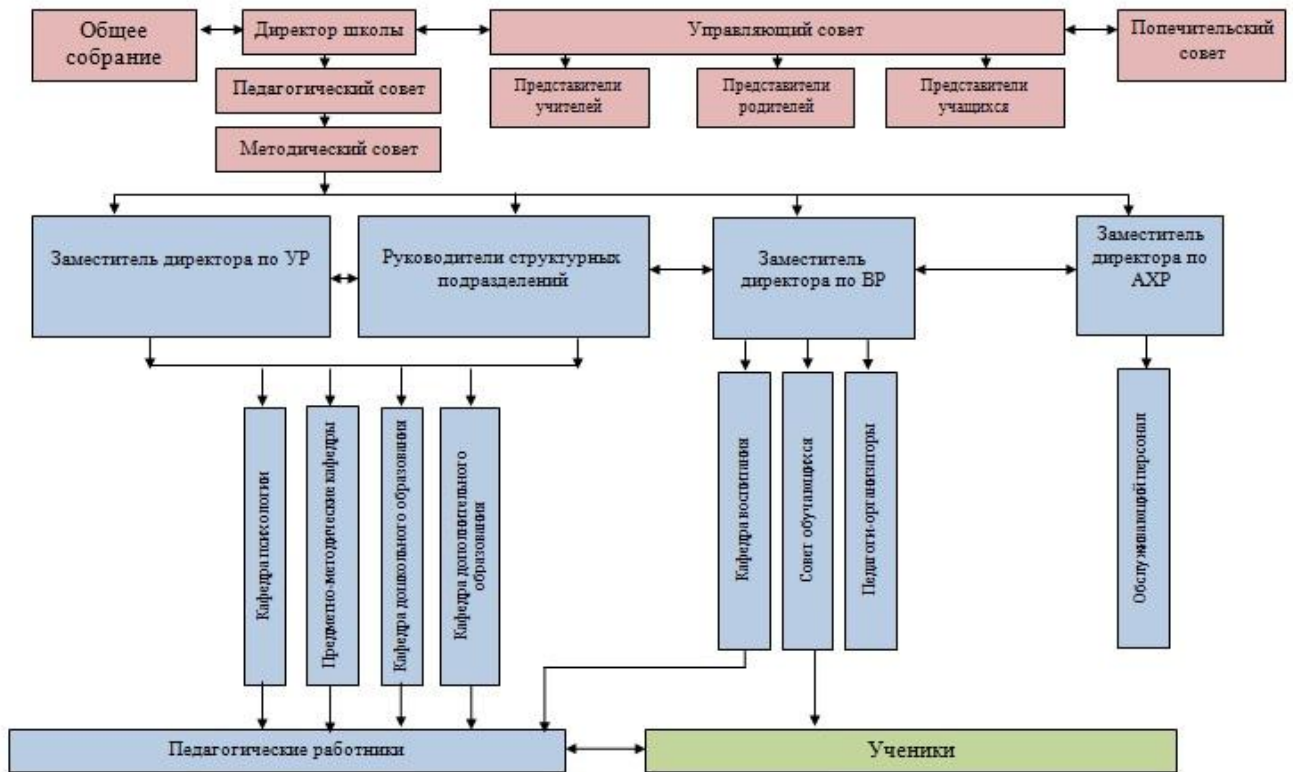 Общее
собрание
Директор школы
Управляющий совет
Попечительский
совет
Педагогический совет
Представители
учителей
Представители
родителей
Представители
учащихся
Методический совет
Заместитель директора по УР
Руководители структурных
подразделений
Заместитель
директора по ВР
Заместитель
директора по
АХР
Кафедра психологии
Предметно-методические кафедры
Кафедра дошкольного образования
Кафедра дополнительного
образования
Кафедра воспитания
Совет обучающихся
Педагоги-организаторы
Обслуживающий персонал
Педагогические работники
Ученики